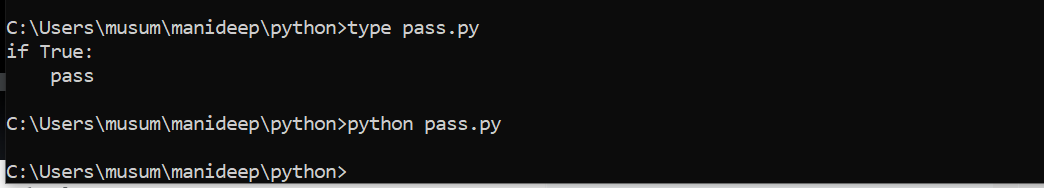 C:\Users\musum\manideep\python>type pass.py
if True:
    pass
C:\Users\musum\manideep\python>python pass.py
C:\Users\musum\manideep\python>